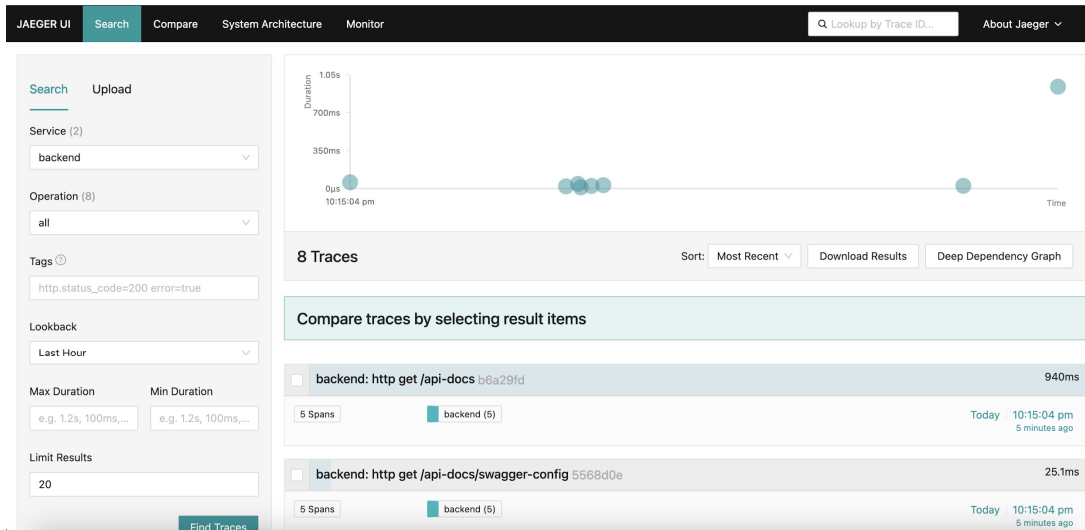 JAEGER UI Search Compare System Architecture Monitor Lookup by Trace ID... About Jaeger
Search Upload
Service (2)
backend
Operation (8)
all
Tags
http.status_code=200 error=true
Lookback
Last Hour
Max Duration Min Duration
e.g. 1.2s, 100ms,... e.g. 1.2s, 100ms,...
Limit Results
20
Find Traces
Duration
1.05s
700ms
350ms
0μs
10:15:04 pm Time
8 Traces Sort: Most Recent Download Results Deep Dependency Graph
Compare traces by selecting result items
backend: http get /api-docs b6a29fd 940ms
5 Spans backend (5) Today 10:15:04 pm
5 minutes ago
backend: http get /api-docs/swagger-config 5568d0e 25.1ms
5 Spans backend (5) Today 10:15:04 pm
5 minutes ago